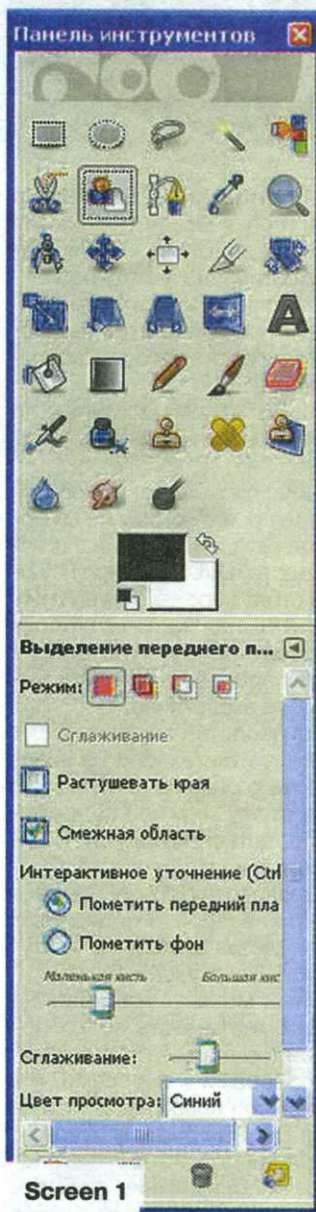 Панель инструментов
A
Выделение переднего п...
Режим:
Сглаживание
Растушевать края
Смежная область
Интерактивное уточнение (Ctrl
Пометить передний пла
Пометить фон
Маленькая кисть Большая кис
Сглаживание:
Цвет просмотра: Синий
Screen 1